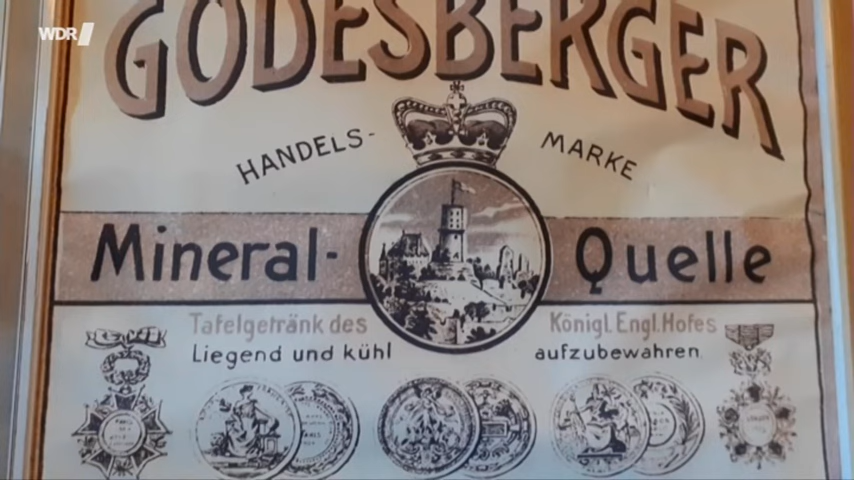 WDR
GODESBERGER
HANDELS- MARKE
Mineral- Quelle
Tafelgetränk des Königl. Engl. Hofes
Liegend und kühl aufzubewahren